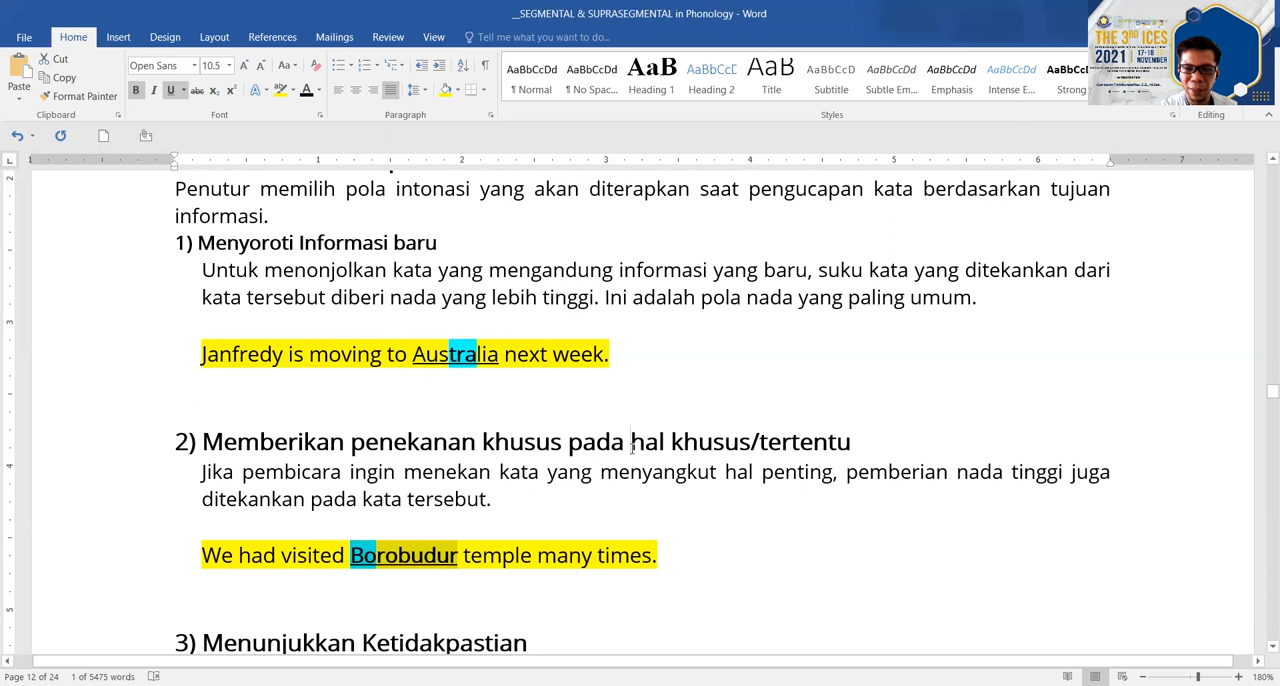 __SEGMENTAL & SUPRASEGMENTAL in Phonology - Word
File Home Insert Design Layout References Mailings Review View Tell me what you want to do...
Paste
Cut
Copy
Format Painter
Clipboard
Open Sans 10.5
Font
Paragraph
AaBbCcDd AaBbCcDd AaB AaBbCcD AaB AaBbCcD AaBbCcDd AaBbCcDd AaBbCcDd AaBbCc
¶ Normal ¶ No Spac... Heading 1 Heading 2 Title Subtitle Subtle Em... Emphasis Intense E... Strong
Styles
Editing
THE 3RD ICES
2021 17-18
NOVEMBER
Penutur memilih pola intonasi yang akan diterapkan saat pengucapan kata berdasarkan tujuan
informasi.
1) Menyoroti Informasi baru
Untuk menonjolkan kata yang mengandung informasi yang baru, suku kata yang ditekankan dari
kata tersebut diberi nada yang lebih tinggi. Ini adalah pola nada yang paling umum.
Janfredy is moving to Australia next week.
2) Memberikan penekanan khusus pada hal khusus/tertentu
Jika pembicara ingin menekan kata yang menyangkut hal penting, pemberian nada tinggi juga
ditekankan pada kata tersebut.
We had visited Borobudur temple many times.
3) Menunjukkan Ketidakpastian
Page 12 of 24 1 of 5475 words 180%